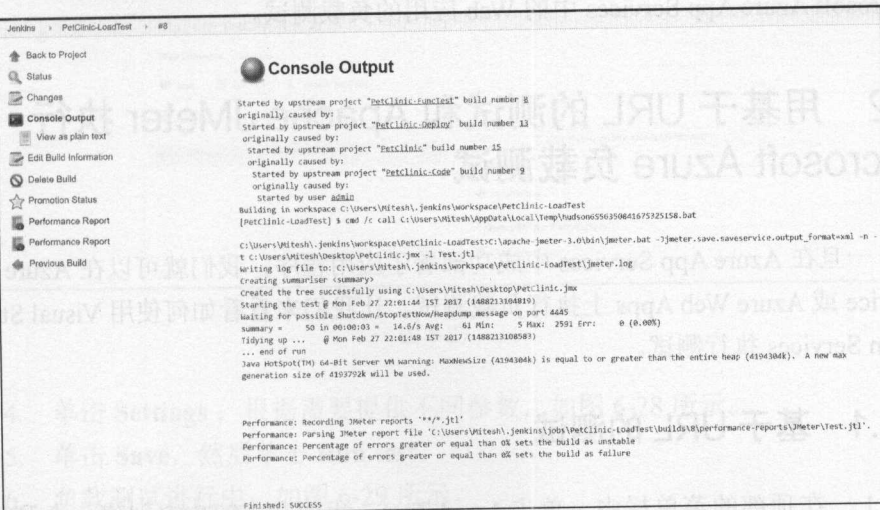 Jenkins › PetClinic-LoadTest › #8
Back to Project
Status
Changes
Console Output
View as plain text
Edit Build Information
Delete Build
Promotion Status
Performance Report
Performance Report
Previous Build
Console Output
Started by upstream project "PetClinic-FuncTest" build number 8
originally caused by:
Started by upstream project "PetClinic-Deploy" build number 13
originally caused by:
Started by upstream project "PetClinic" build number 15
originally caused by:
Started by upstream project "PetClinic-Code" build number 9
originally caused by:
Started by user admin
Building in workspace C:\Users\Mitesh\.jenkins\workspace\PetClinic-LoadTest
[PetClinic-LoadTest] $ cmd /c call C:\Users\Mitesh\AppData\Local\Temp\hudson6556350841675325158.bat
C:\Users\Mitesh\.jenkins\workspace\PetClinic-LoadTest>C:\apache-jmeter-3.0\bin\jmeter.bat -Jjmeter.save.saveservice.output_format=xml -n -
t C:\Users\Mitesh\Desktop\PetClinic.jmx -l Test.jtl
Writing log file to: C:\Users\Mitesh\.jenkins\workspace\PetClinic-LoadTest\jmeter.log
Creating summariser <summary>
Created the tree successfully using C:\Users\Mitesh\Desktop\PetClinic.jmx
Starting the test @ Mon Feb 27 22:01:44 IST 2017 (1488213104819)
Waiting for possible Shutdown/StopTestNow/Heapdump message on port 4445
summary = 50 in 00:00:03 = 14.6/s Avg: 61 Min: 5 Max: 2591 Err: 0 (0.00%)
Tidying up ... @ Mon Feb 27 22:01:48 IST 2017 (1488213108583)
... end of run
Java HotSpot(TM) 64-Bit Server VM warning: MaxNewSize (4194304k) is equal to or greater than the entire heap (4194304k). A new max
generation size of 4193792k will be used.
Performance: Recording JMeter reports '**/*.jtl'
Performance: Parsing JMeter report file 'C:\Users\Mitesh\.jenkins\jobs\PetClinic-LoadTest\builds\8\performance-reports\JMeter\Test.jtl'.
Performance: Percentage of errors greater or equal than 0% sets the build as unstable
Performance: Percentage of errors greater or equal than 0% sets the build as failure
Finished: SUCCESS